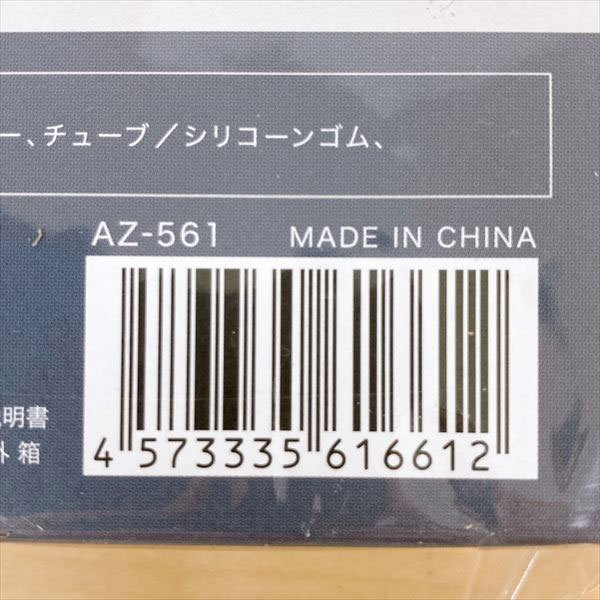 ー、チューブ／シリコーンゴム、
AZ-561 MADE IN CHINA
明書
外箱
4 573335 616612